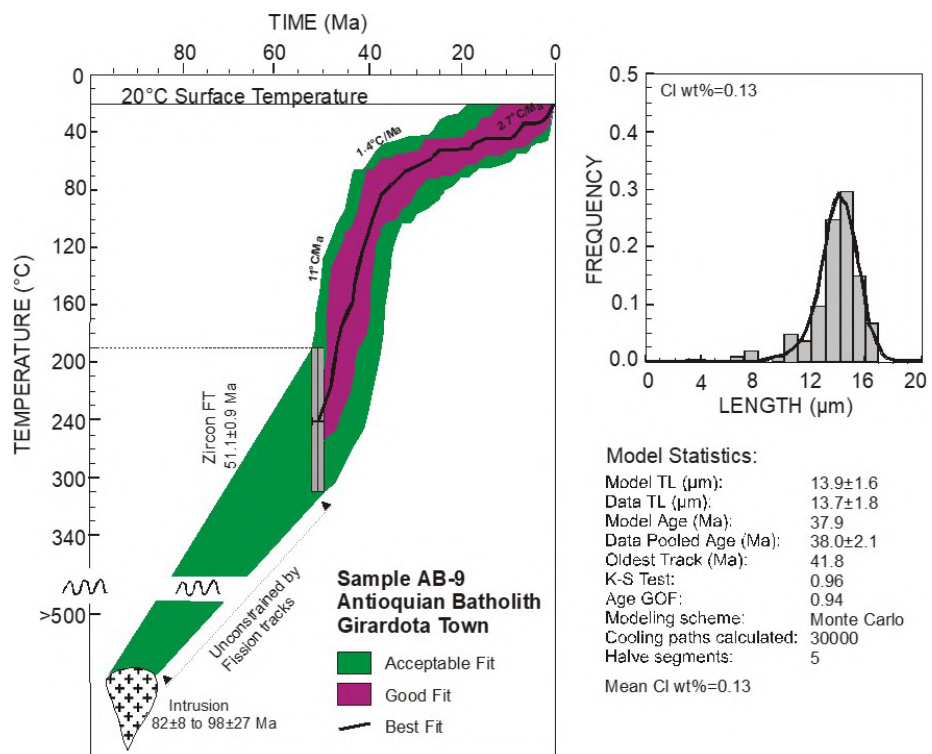 TIME (Ma)
80 60 40 20 0
0
40
80
120
160
200
240
300
340
>500
TEMPERATURE (°C)
20°C Surface Temperature
2.7°C/Ma
1.4°C/Ma
11°C/Ma
Zircon FT
51.1±0.9 Ma
Unconstrained by
Fission tracks
Intrusion
82±8 to 98±27 Ma
Sample AB-9
Antioquian Batholith
Girardota Town
Acceptable Fit
Good Fit
Best Fit
0.5
0.4
0.3
0.2
0.1
0.0
FREQUENCY
Cl wt%=0.13
0 4 8 12 16 20
LENGTH (µm)
Model Statistics:
Model TL (µm): 13.9±1.6
Data TL (µm): 13.7±1.8
Model Age (Ma): 37.9
Data Pooled Age (Ma): 38.0±2.1
Oldest Track (Ma): 41.8
K-S Test: 0.96
Age GOF: 0.94
Modeling scheme: Monte Carlo
Cooling paths calculated: 30000
Halve segments: 5
Mean Cl wt%=0.13